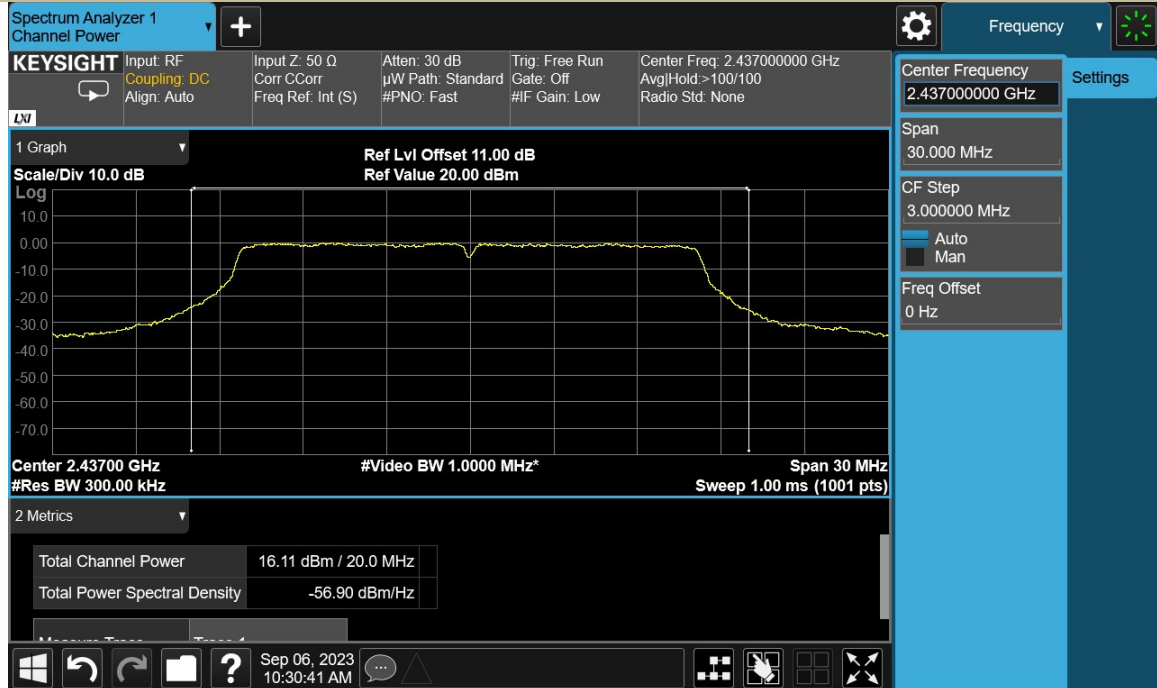 Spectrum Analyzer 1
Channel Power
Frequency
KEYSIGHT
Input: RF
Coupling: DC
Align: Auto
Input Z: 50 Ω
Corr CCorr
Freq Ref: Int (S)
Atten: 30 dB
µW Path: Standard
#PNO: Fast
Trig: Free Run
Gate: Off
#IF Gain: Low
Center Freq: 2.437000000 GHz
Avg|Hold:>100/100
Radio Std: None
LXI
Center Frequency
2.437000000 GHz
Settings
Span
30.000 MHz
CF Step
3.000000 MHz
Auto
Man
Freq Offset
0 Hz
1 Graph
Scale/Div 10.0 dB
Ref Lvl Offset 11.00 dB
Ref Value 20.00 dBm
Log
10.0
0.00
-10.0
-20.0
-30.0
-40.0
-50.0
-60.0
-70.0
Center 2.43700 GHz
#Video BW 1.0000 MHz*
Span 30 MHz
#Res BW 300.00 kHz
Sweep 1.00 ms (1001 pts)
2 Metrics
Total Channel Power 16.11 dBm / 20.0 MHz
Total Power Spectral Density -56.90 dBm/Hz
Measure Trace Trace 1
?
Sep 06, 2023
10:30:41 AM